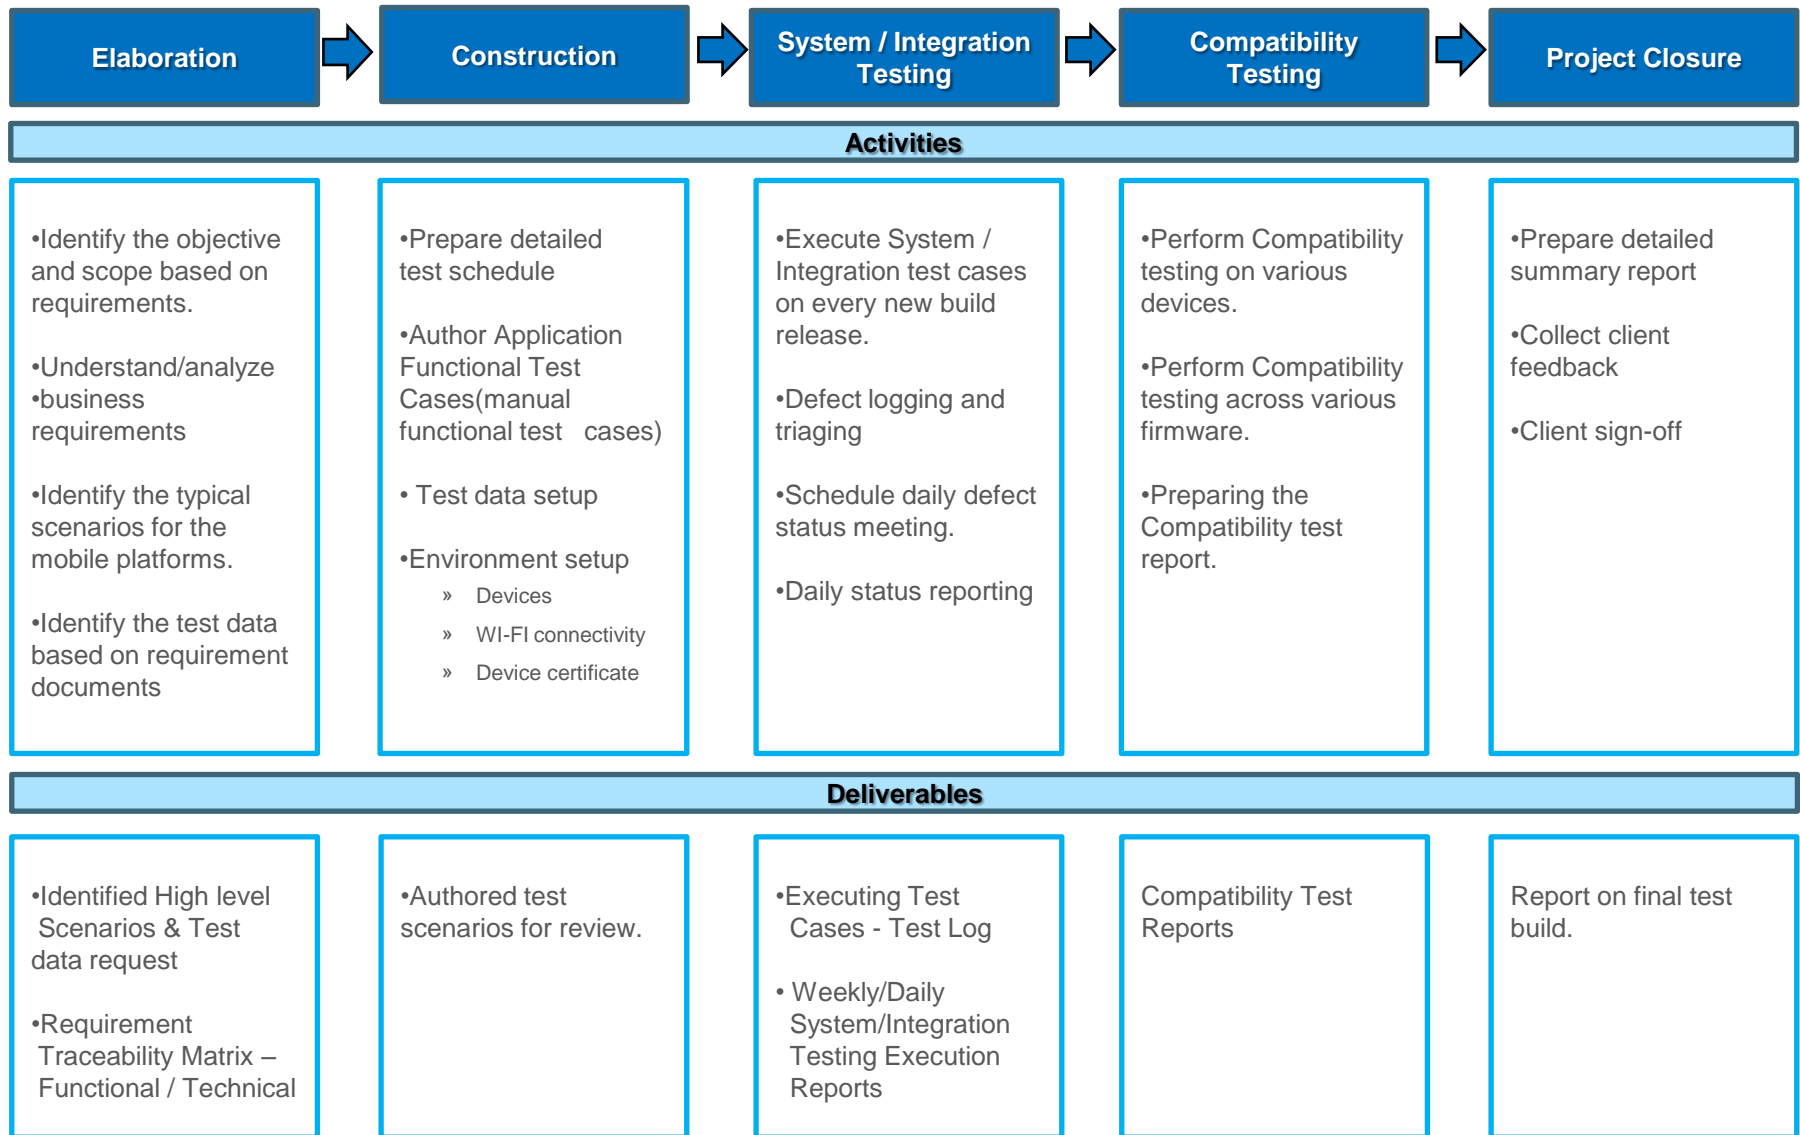 Elaboration
Construction
System / Integration
Testing
Compatibility
Testing
Project Closure
Activities
•Identify the objective
and scope based on
requirements.
•Understand/analyze
•business
requirements
•Identify the typical
scenarios for the
mobile platforms.
•Identify the test data
based on requirement
documents
•Prepare detailed
test schedule
•Author Application
Functional Test
Cases(manual
functional test cases)
• Test data setup
•Environment setup
» Devices
» WI-FI connectivity
» Device certificate
•Execute System /
Integration test cases
on every new build
release.
•Defect logging and
triaging
•Schedule daily defect
status meeting.
•Daily status reporting
•Perform Compatibility
testing on various
devices.
•Perform Compatibility
testing across various
firmware.
•Preparing the
Compatibility test
report.
•Prepare detailed
summary report
•Collect client
feedback
•Client sign-off
Deliverables
•Identified High level
Scenarios & Test
data request
•Requirement
Traceability Matrix –
Functional / Technical
•Authored test
scenarios for review.
•Executing Test
Cases - Test Log
• Weekly/Daily
System/Integration
Testing Execution
Reports
Compatibility Test
Reports
Report on final test
build.